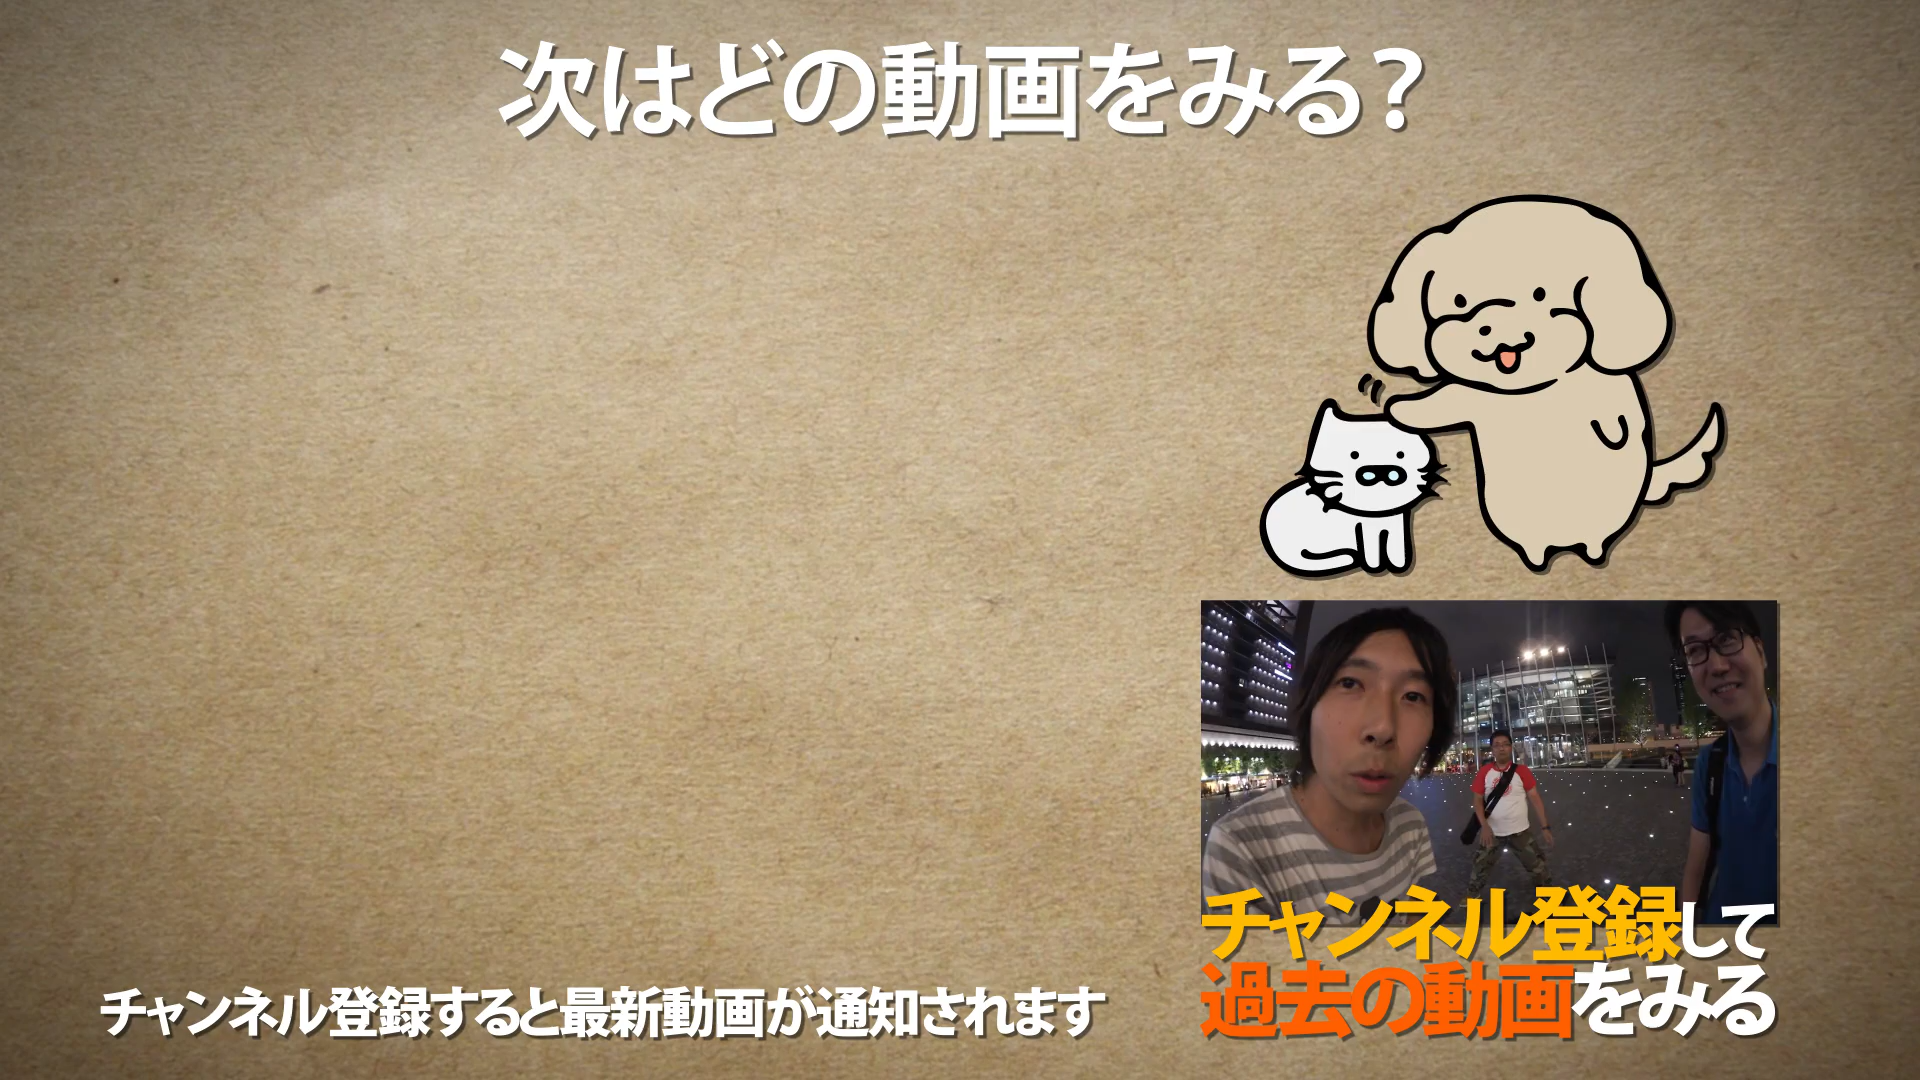 次はどの動画をみる?
チャンネル登録して
過去の動画をみる
チャンネル登録すると最新動画が通知されます